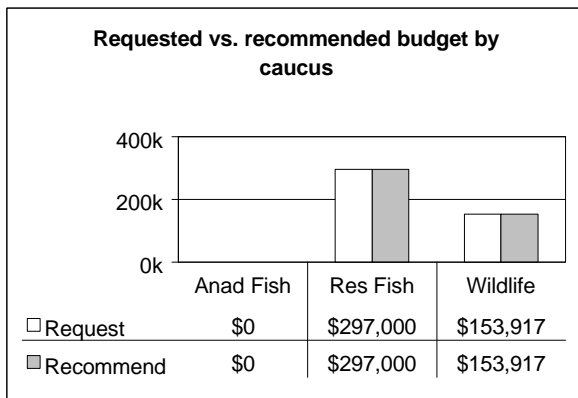 Requested vs. recommended budget by
caucus
400k
200k
0k
Anad Fish Res Fish Wildlife
Request $0 $297,000 $153,917
Recommend $0 $297,000 $153,917